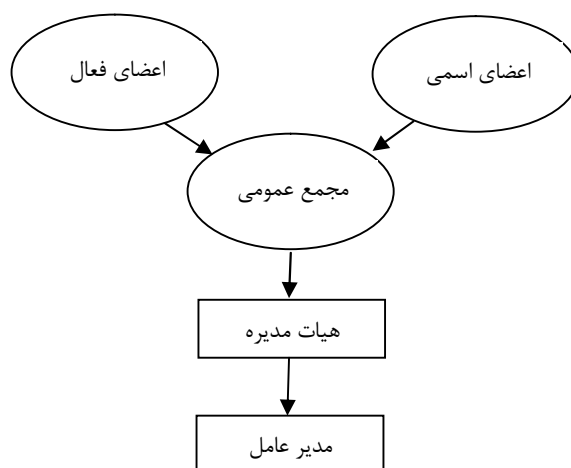 اعضای اسمی
اعضای فعال
مجمع عمومی
هیات مدیره
مدیر عامل